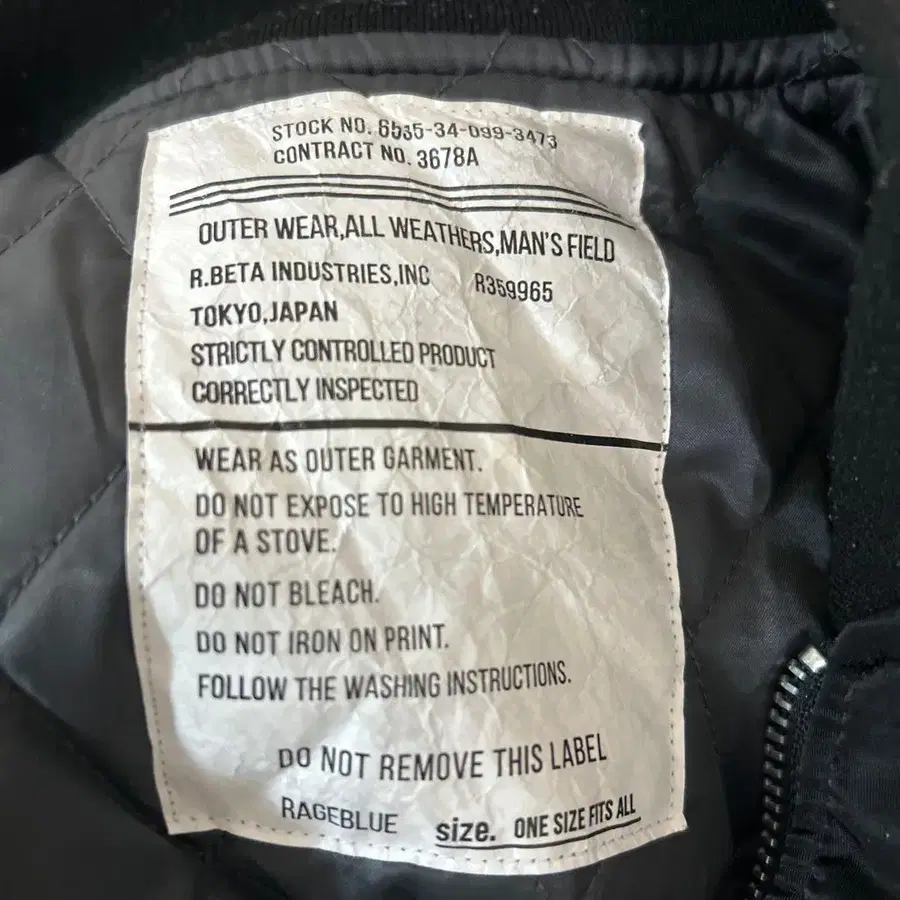 STOCK NO. 6535-34-099-3473
CONTRACT NO. 3678A
OUTER WEAR,ALL WEATHERS,MAN'S FIELD
R.BETA INDUSTRIES,INC R359965
TOKYO,JAPAN
STRICTLY CONTROLLED PRODUCT
CORRECTLY INSPECTED
WEAR AS OUTER GARMENT.
DO NOT EXPOSE TO HIGH TEMPERATURE
OF A STOVE.
DO NOT BLEACH.
DO NOT IRON ON PRINT.
FOLLOW THE WASHING INSTRUCTIONS.
DO NOT REMOVE THIS LABEL
RAGEBLUE size. ONE SIZE FITS ALL